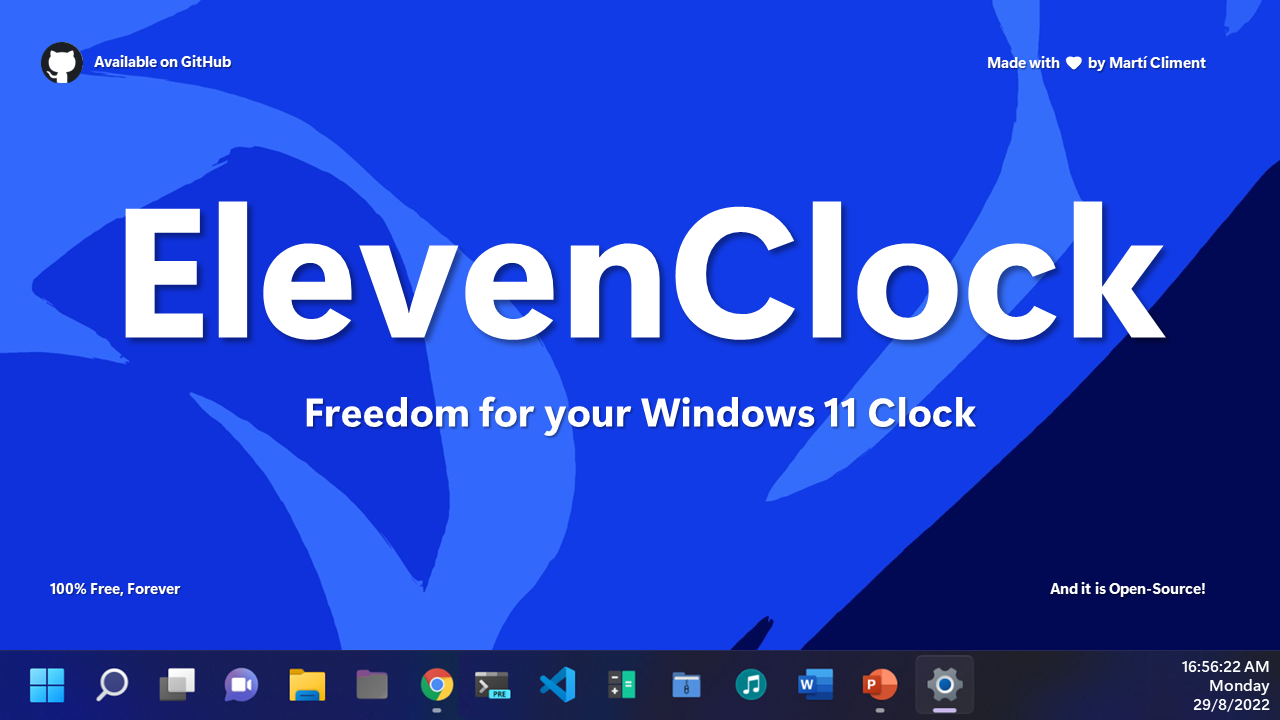 Available on GitHub
Made with ♥ by Martí Climent
ElevenClock
Freedom for your Windows 11 Clock
100% Free, Forever
And it is Open-Source!
PRE
W
P
16:56:22 AM
Monday
29/8/2022